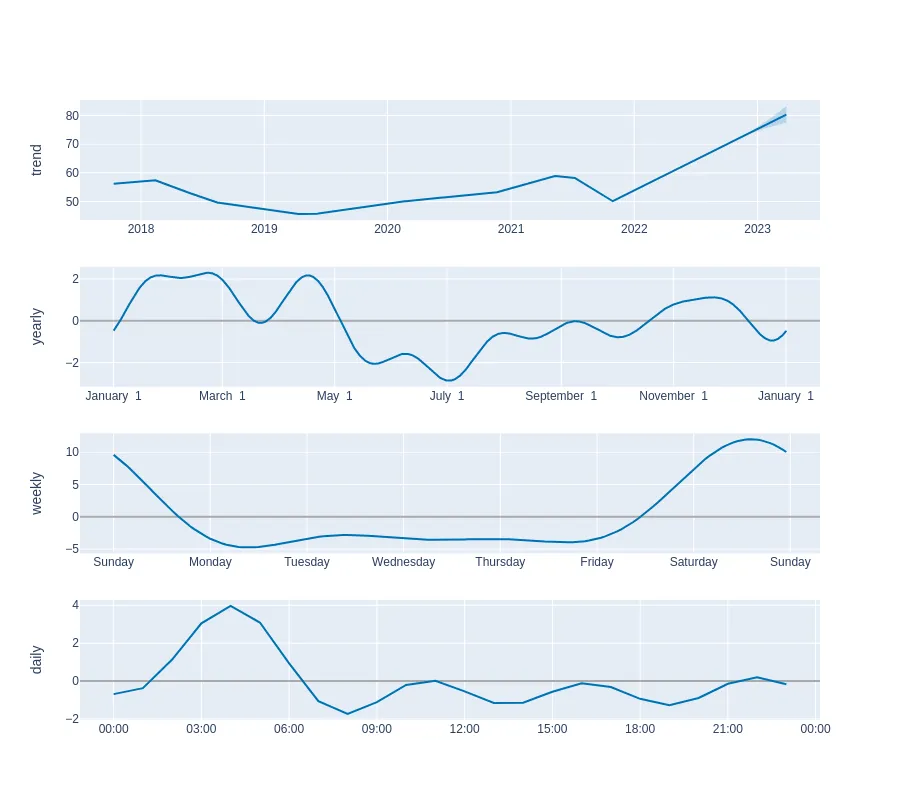 trend
80
70
60
50
2018 2019 2020 2021 2022 2023
yearly
2
0
−2
January 1 March 1 May 1 July 1 September 1 November 1 January 1
weekly
10
5
0
−5
Sunday Monday Tuesday Wednesday Thursday Friday Saturday Sunday
daily
4
2
0
−2
00:00 03:00 06:00 09:00 12:00 15:00 18:00 21:00 00:00